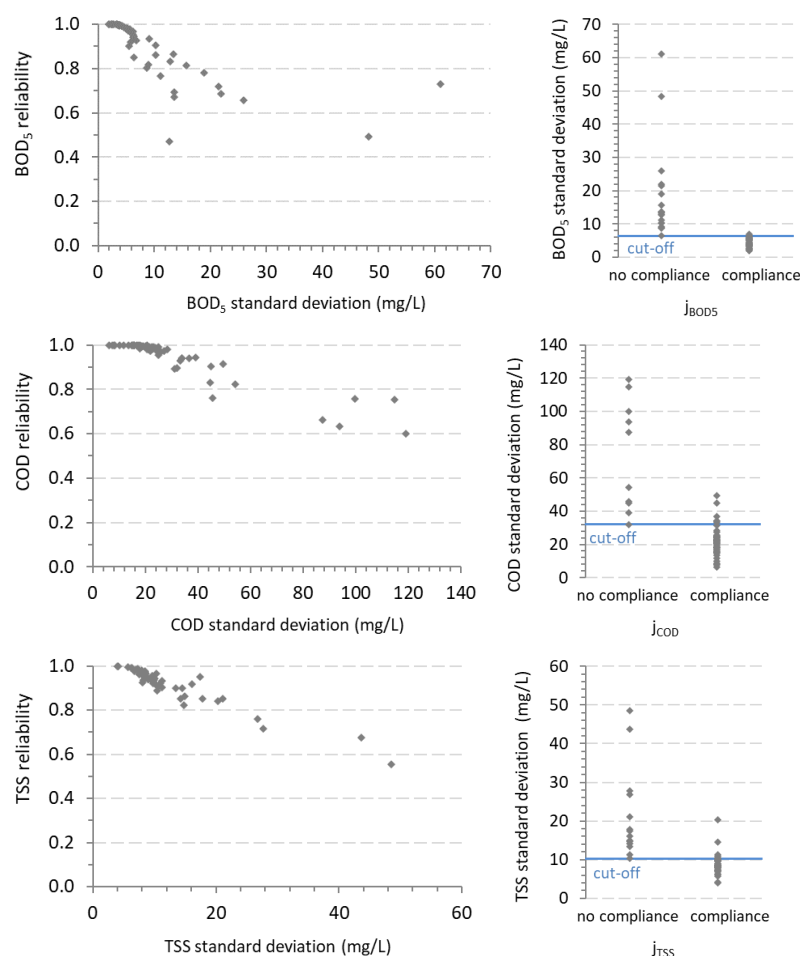 BOD₅ reliability
1.0
0.8
0.6
0.4
0.2
0.0
0 10 20 30 40 50 60 70
BOD₅ standard deviation (mg/L)
BOD₅ standard deviation (mg/L)
70
60
50
40
30
20
10
0
cut-off
no compliance compliance
j_BOD5
COD reliability
1.0
0.8
0.6
0.4
0.2
0.0
0 20 40 60 80 100 120 140
COD standard deviation (mg/L)
COD standard deviation (mg/L)
140
120
100
80
60
40
20
0
cut-off
no compliance compliance
j_COD
TSS reliability
1.0
0.8
0.6
0.4
0.2
0.0
0 20 40 60
TSS standard deviation (mg/L)
TSS standard deviation (mg/L)
60
50
40
30
20
10
0
cut-off
no compliance compliance
j_TSS